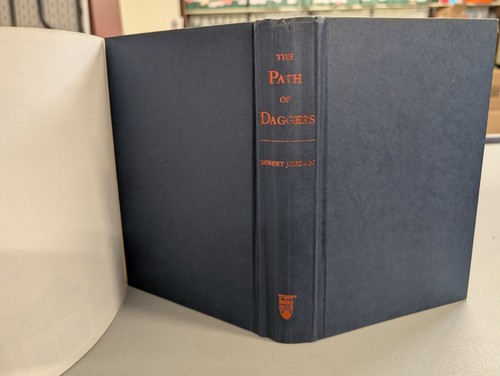 THE
PATH
OF
DAGGERS
ROBERT JORDAN